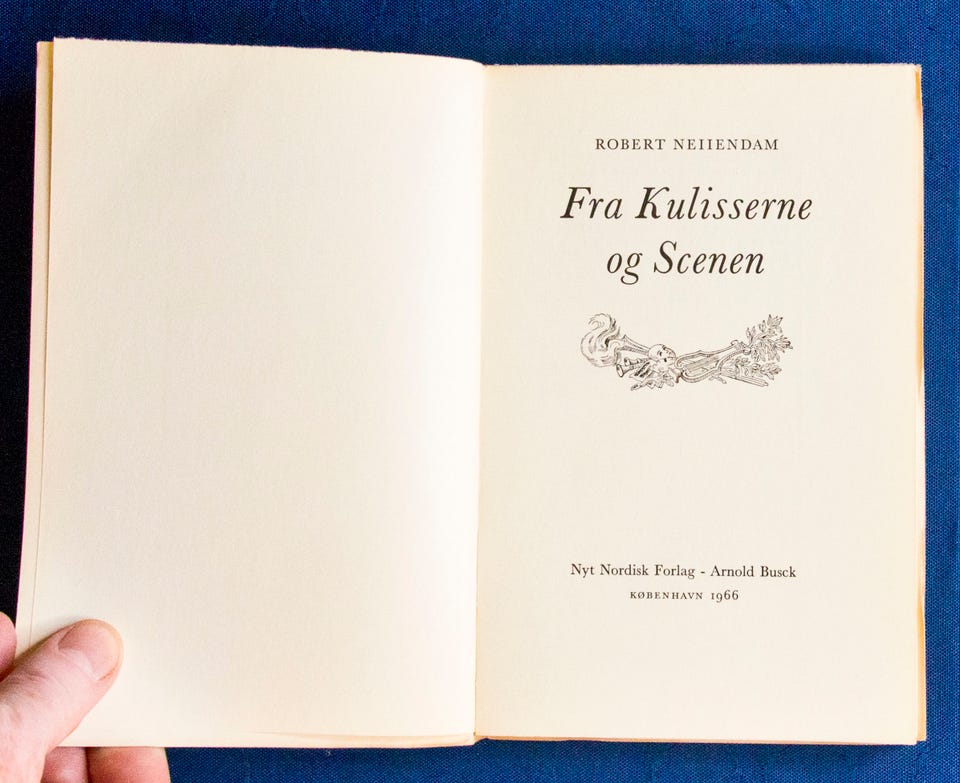 ROBERT NEIIENDAM
Fra Kulisserne
og Scenen
Nyt Nordisk Forlag - Arnold Busck
KØBENHAVN 1966